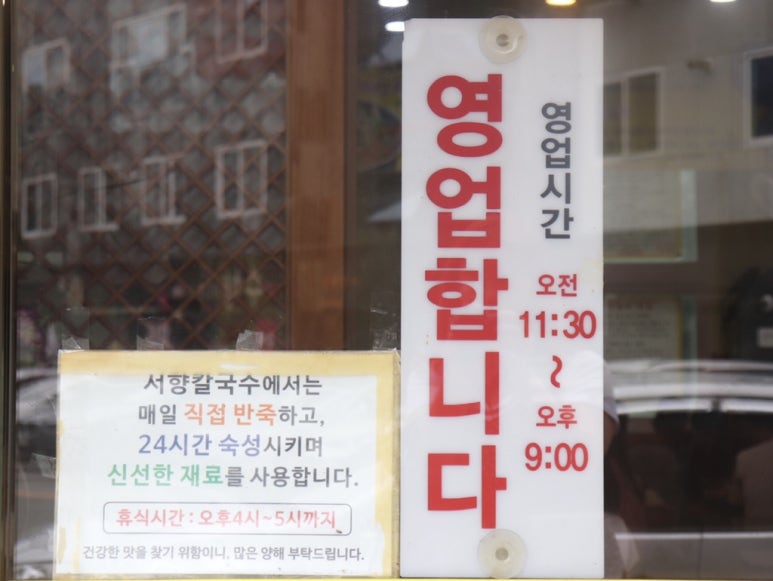 영업합니다
영업시간
오전
11:30
~
오후
9:00
서향칼국수에서는
매일 직접 반죽하고,
24시간 숙성시키며
신선한 재료를 사용합니다.
휴식시간 : 오후4시~5시까지
건강한 맛을 찾기 위함이니, 많은 양해 부탁드립니다.